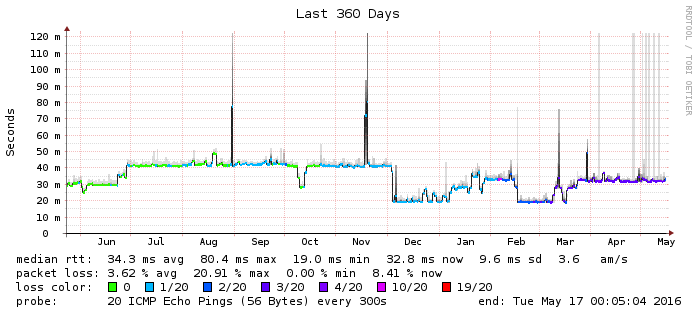 Last 360 Days
RRDTOOL / TOBI OETIKER
Seconds
120 m
110 m
100 m
90 m
80 m
70 m
60 m
50 m
40 m
30 m
20 m
10 m
0
Jun Jul Aug Sep Oct Nov Dec Jan Feb Mar Apr May
median rtt: 34.3 ms avg 80.4 ms max 19.0 ms min 32.8 ms now 9.6 ms sd 3.6 am/s
packet loss: 3.62 % avg 20.91 % max 0.00 % min 8.41 % now
loss color: 0 1/20 2/20 3/20 4/20 10/20 19/20
probe: 20 ICMP Echo Pings (56 Bytes) every 300s end: Tue May 17 00:05:04 2016